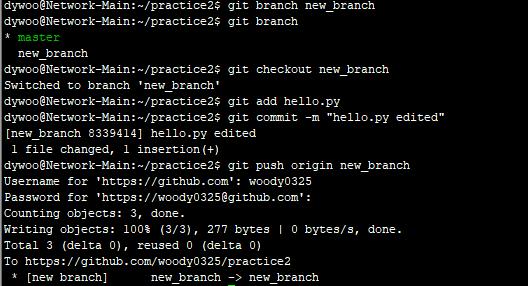 dywoo@Network-Main:~/practice2$ git branch new_branch
dywoo@Network-Main:~/practice2$ git branch
* master
  new_branch
dywoo@Network-Main:~/practice2$ git checkout new_branch
Switched to branch 'new_branch'
dywoo@Network-Main:~/practice2$ git add hello.py
dywoo@Network-Main:~/practice2$ git commit -m "hello.py edited"
[new_branch 8339414] hello.py edited
 1 file changed, 1 insertion(+)
dywoo@Network-Main:~/practice2$ git push origin new_branch
Username for 'https://github.com': woody0325
Password for 'https://woody0325@github.com':
Counting objects: 3, done.
Writing objects: 100% (3/3), 277 bytes | 0 bytes/s, done.
Total 3 (delta 0), reused 0 (delta 0)
To https://github.com/woody0325/practice2
 * [new branch]      new_branch -> new_branch